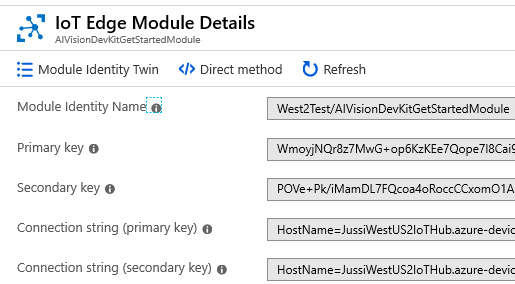 IoT Edge Module Details
AIVisionDevKitGetStartedModule
Module Identity Twin </> Direct method Refresh
Module Identity Name West2Test/AIVisionDevKitGetStartedModule
Primary key WmoyjNQr8z7MwG+op6KzKEe7Qope7I8Cai9
Secondary key POVe+Pk/iMamDL7FQcoa4oRoccCCxomO1A
Connection string (primary key) HostName=JussiWestUS2IoTHub.azure-devic
Connection string (secondary key) HostName=JussiWestUS2IoTHub.azure-devic